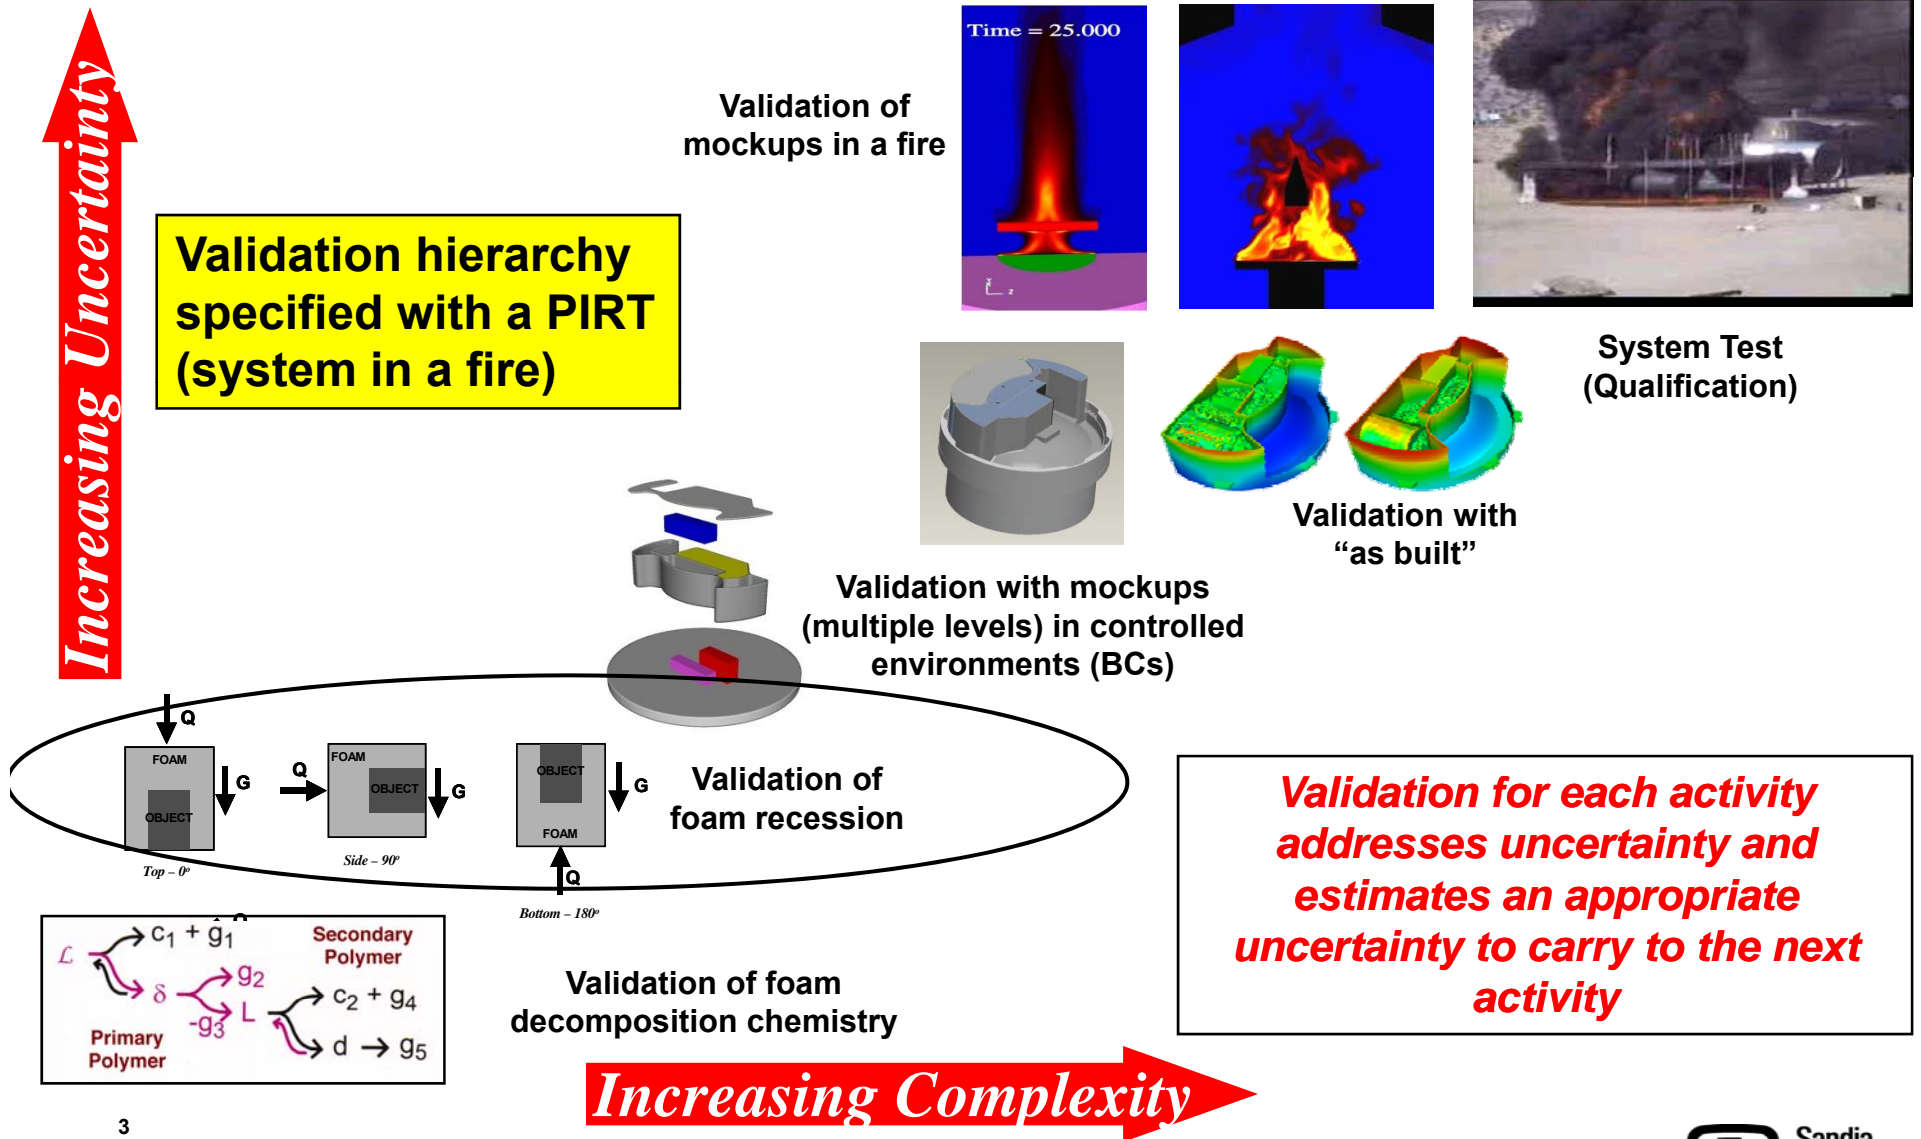 Increasing Uncertainty
Time = 25.000
Validation of
mockups in a fire
Validation hierarchy
specified with a PIRT
(system in a fire)
System Test
(Qualification)
Validation with
“as built”
Validation with mockups
(multiple levels) in controlled
environments (BCs)
Q
FOAM
OBJECT
G
Top – 0º
Q
FOAM
OBJECT
G
Side – 90º
OBJECT
FOAM
G
Q
Bottom – 180º
Validation of
foam recession
ℒ
c₁ + g₁
δ
g₂
-g₃
L
c₂ + g₄
d → g₅
Secondary
Polymer
Primary
Polymer
Validation of foam
decomposition chemistry
Validation for each activity
addresses uncertainty and
estimates an appropriate
uncertainty to carry to the next
activity
Increasing Complexity
3